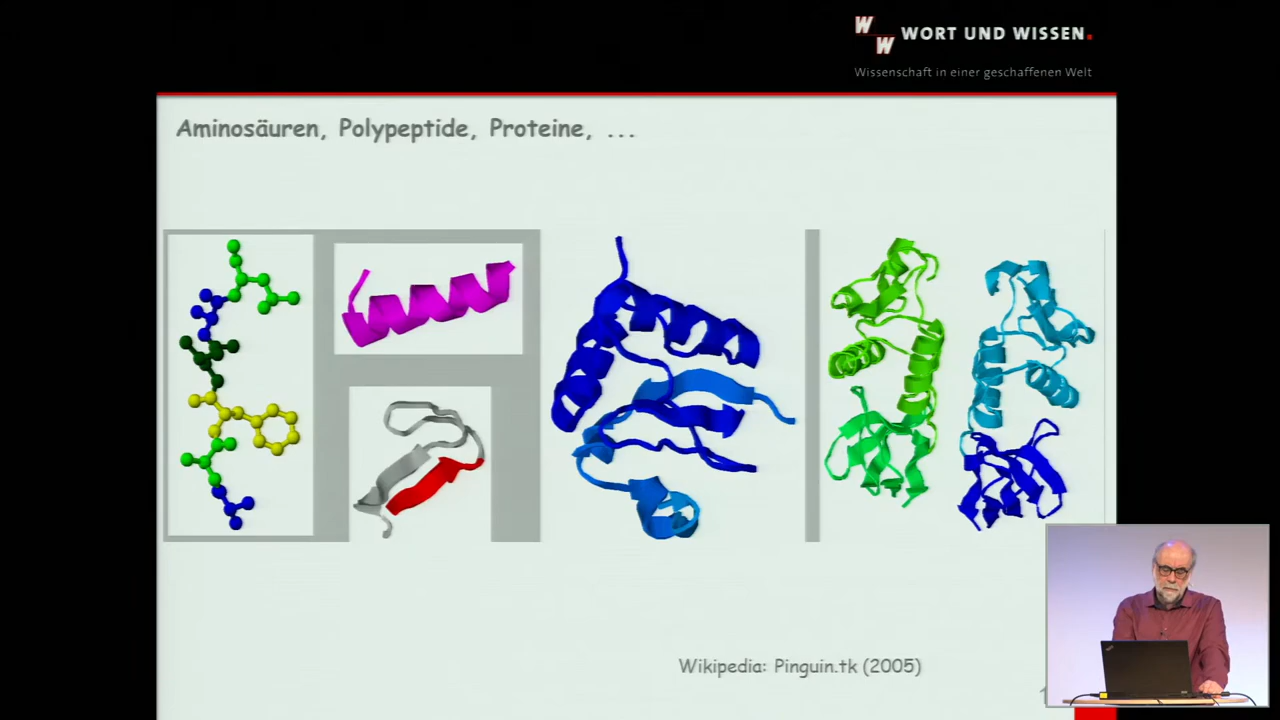 W
W
WORT UND WISSEN.
Wissenschaft in einer geschaffenen Welt
Aminosäuren, Polypeptide, Proteine, ...
Wikipedia: Pinguin.tk (2005)